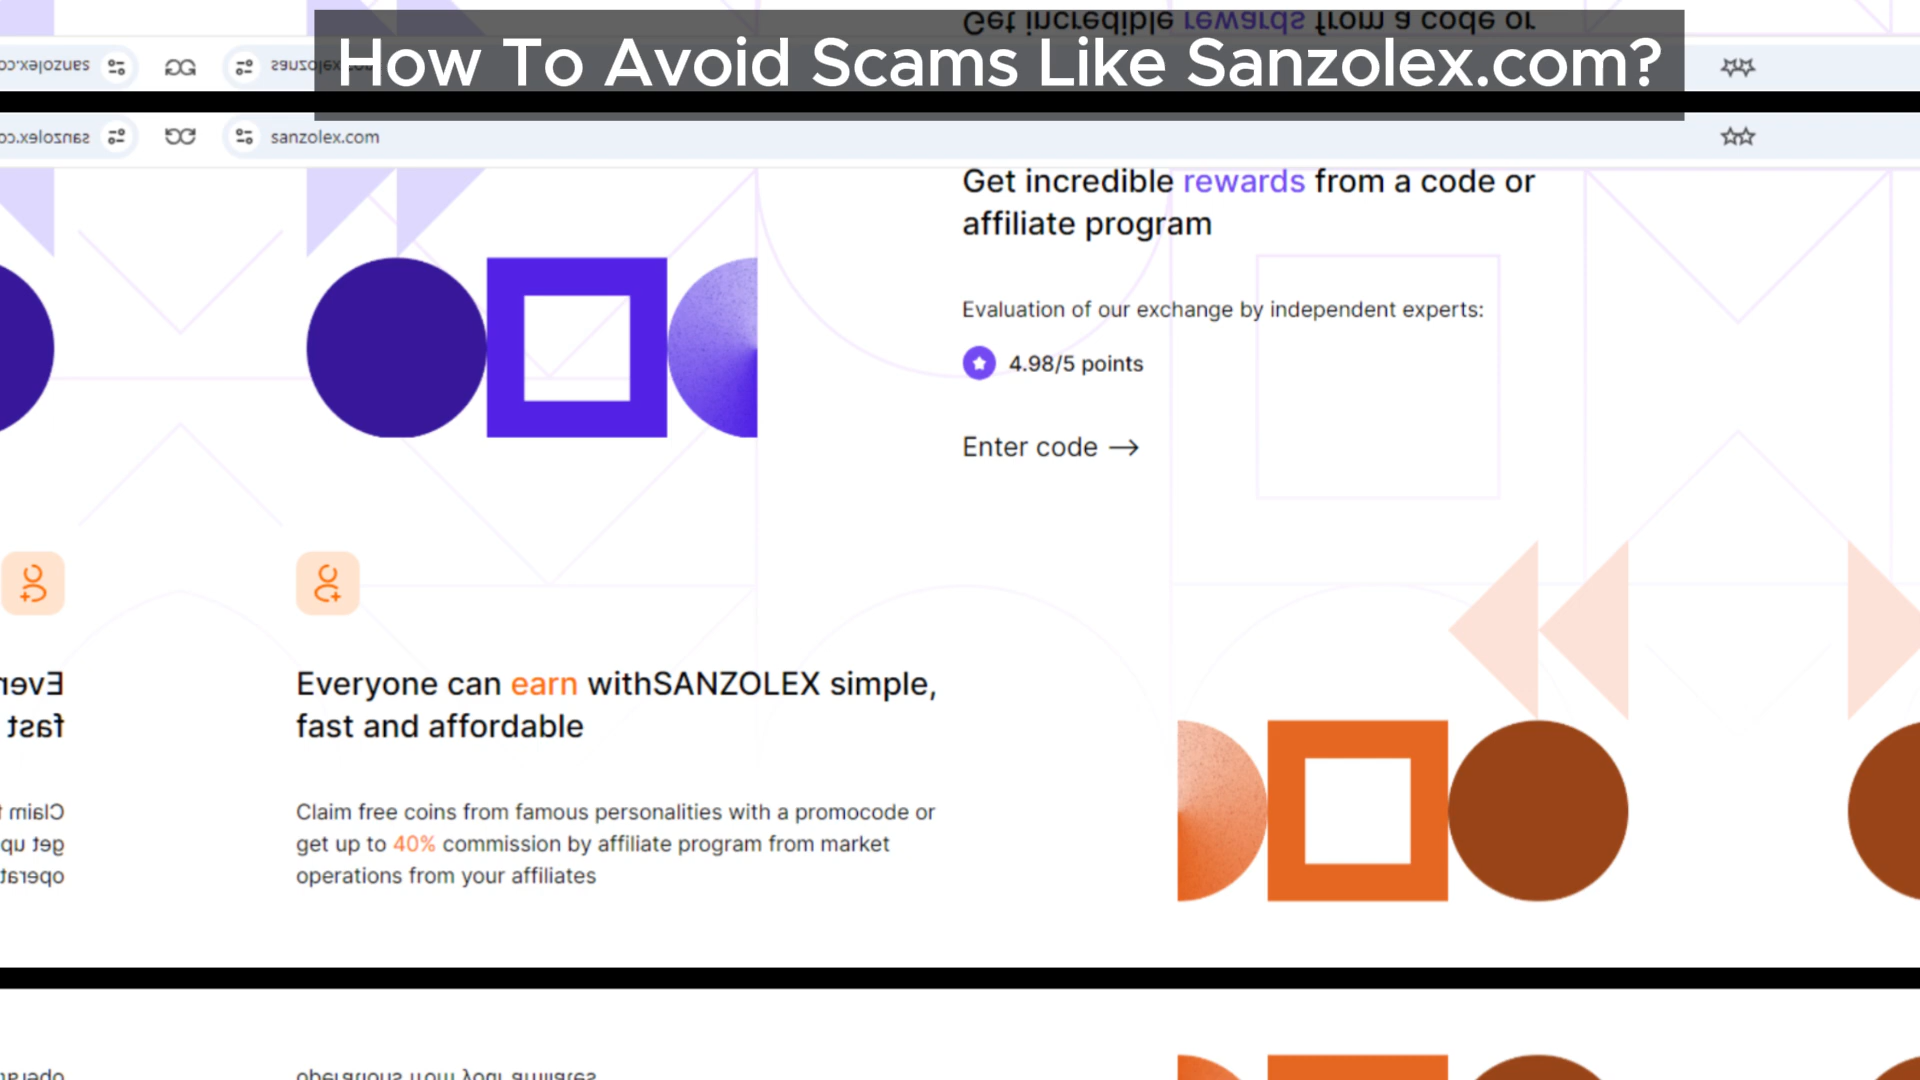 How To Avoid Scams Like Sanzolex.com?
sanzolex.com
Get incredible rewards from a code or
affiliate program
Evaluation of our exchange by independent experts:
4.98/5 points
Enter code →
Everyone can earn withSANZOLEX simple,
fast and affordable
Claim free coins from famous personalities with a promocode or
get up to 40% commission by affiliate program from market
operations from your affiliates